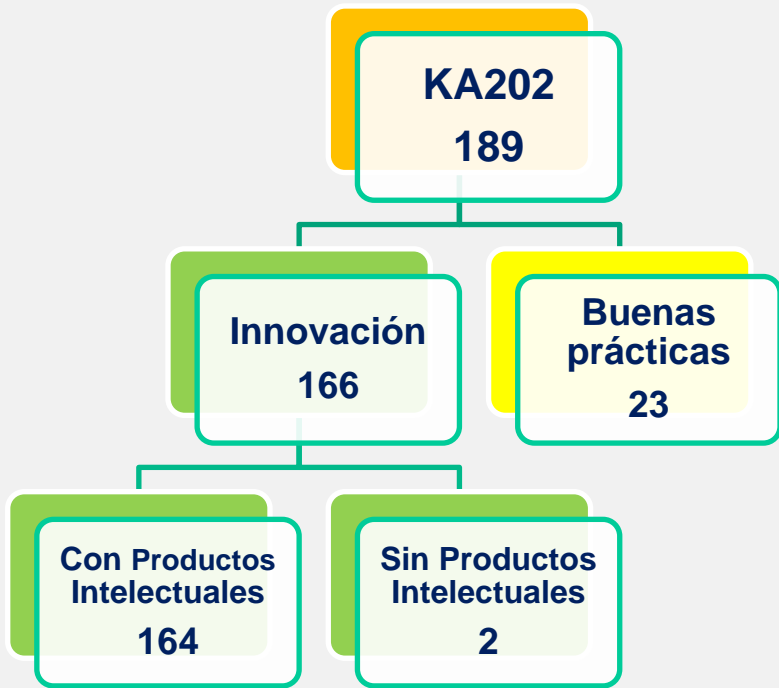 KA202
189
Innovación
166
Buenas
prácticas
23
Con Productos
Intelectuales
164
Sin Productos
Intelectuales
2